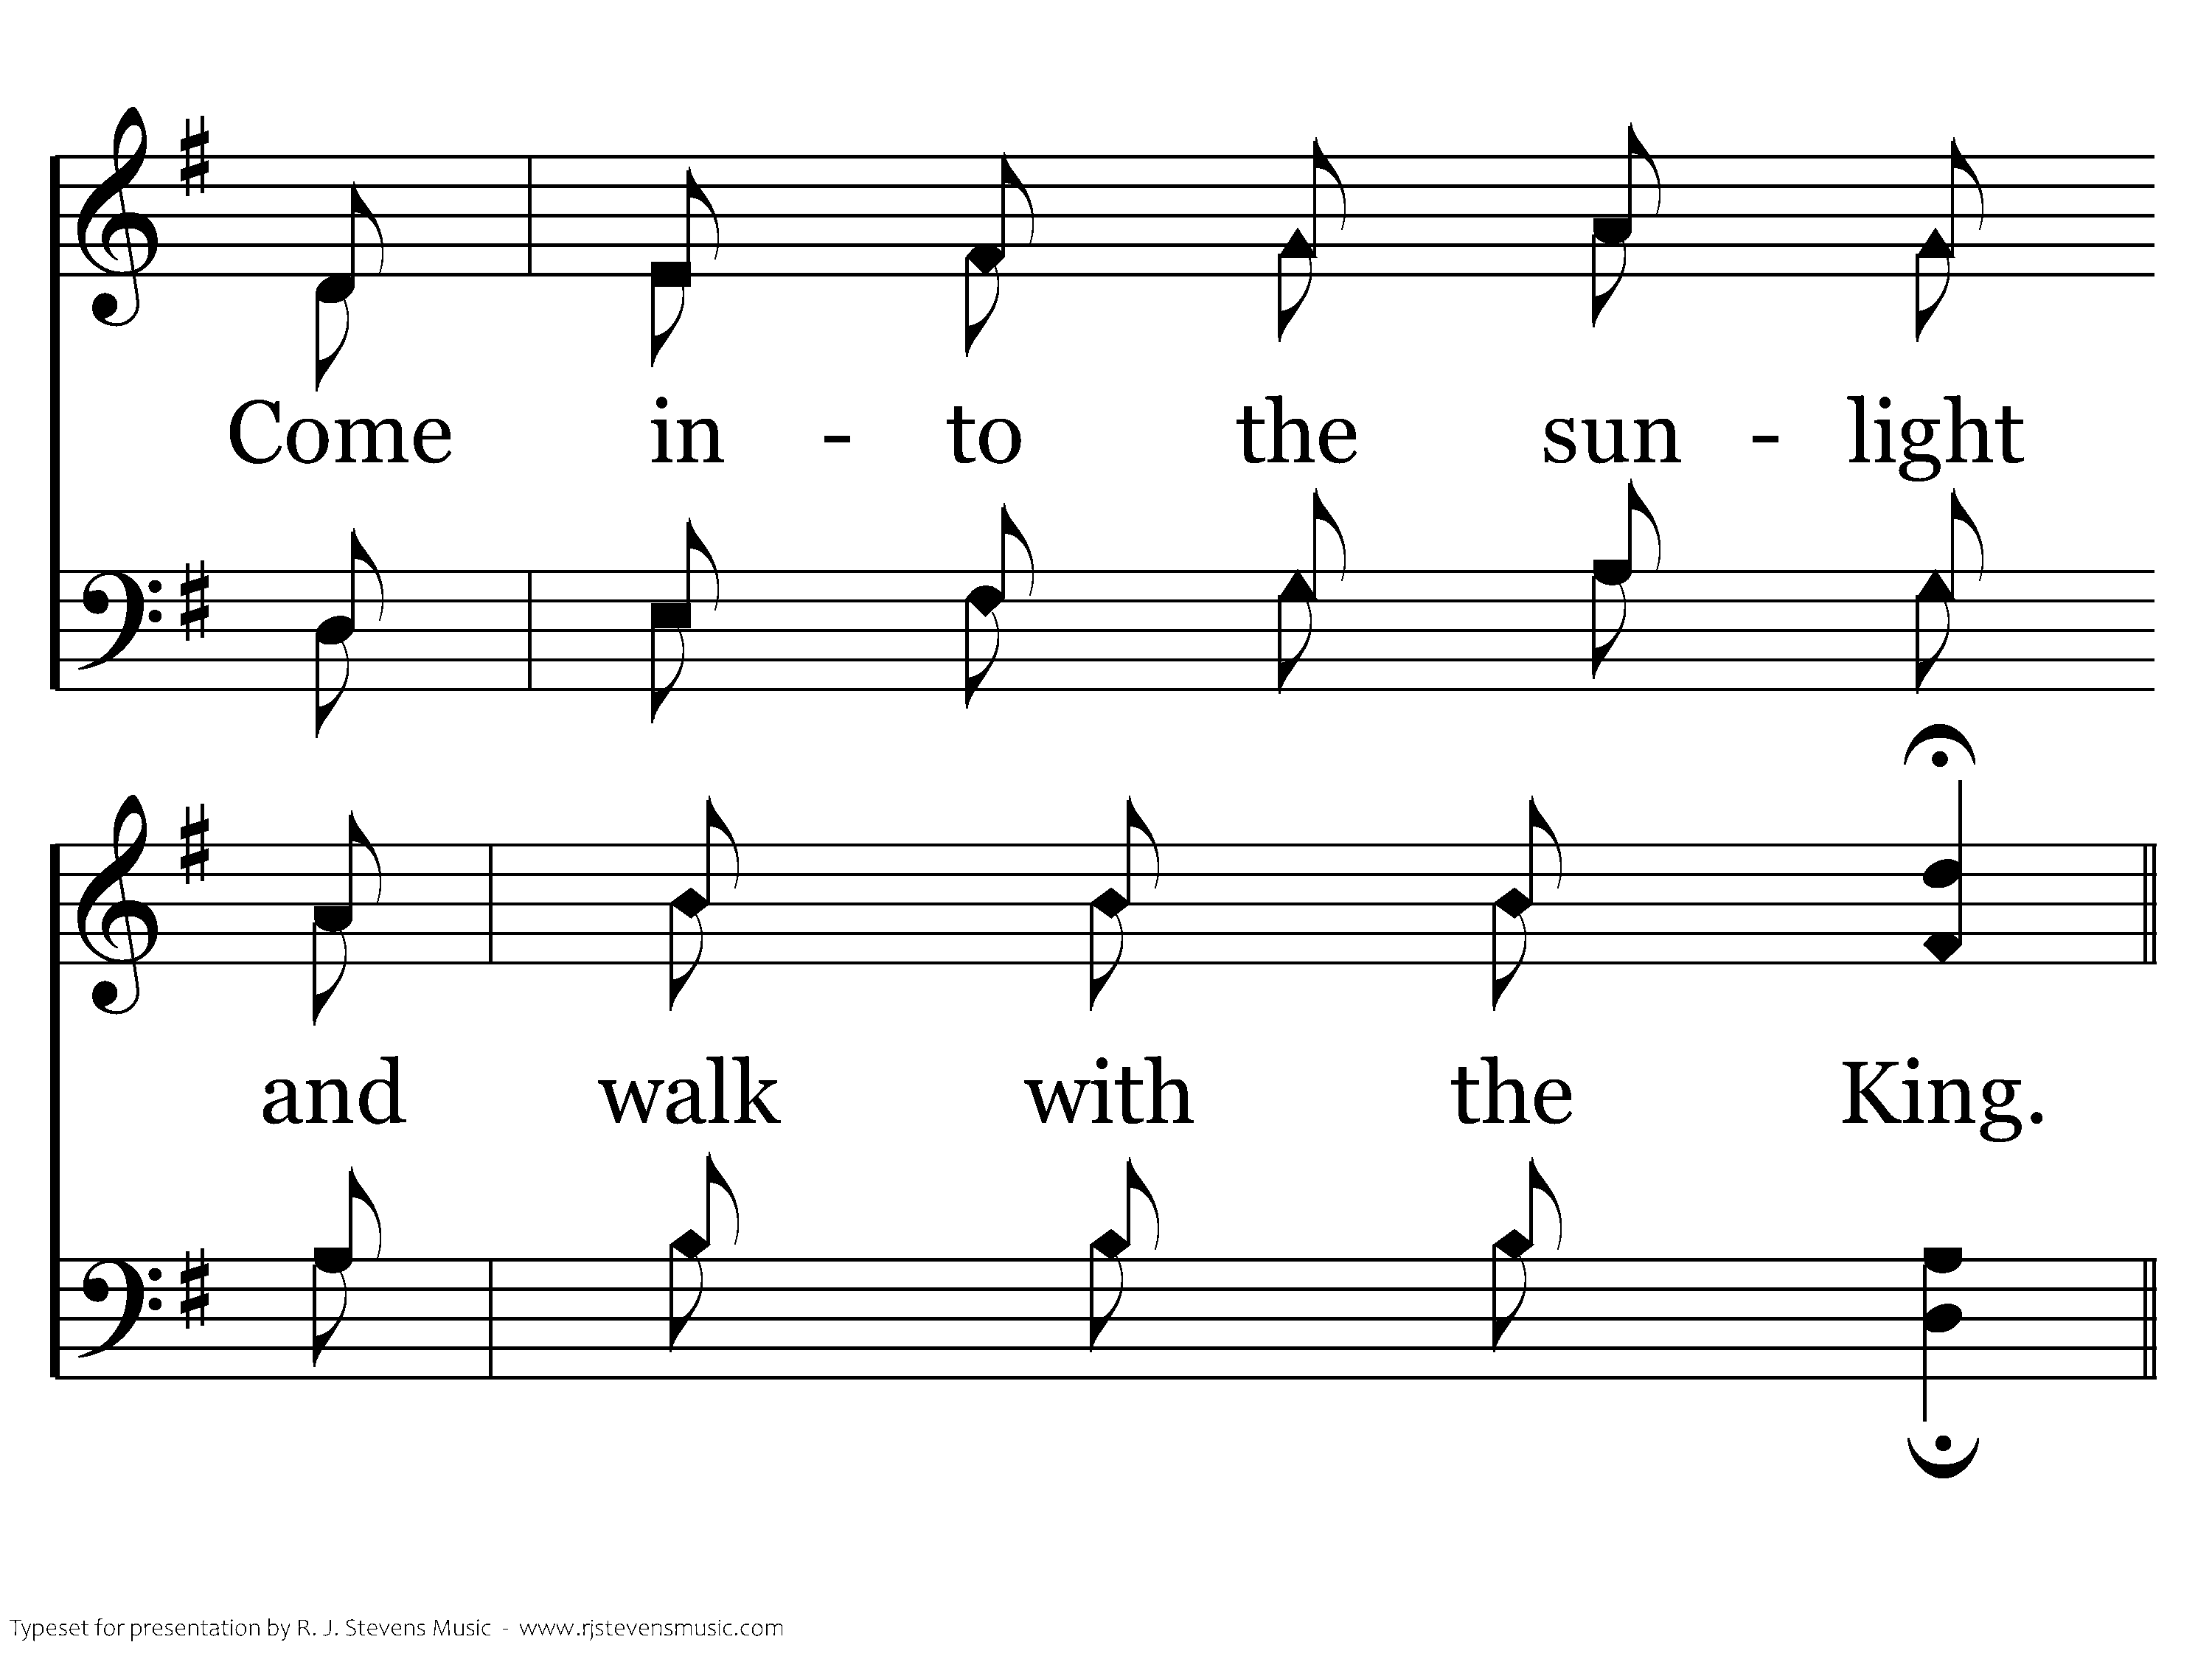 Come in - to the sun - light
and walk with the King.
Typeset for presentation by R. J. Stevens Music - www.rjstevensmusic.com